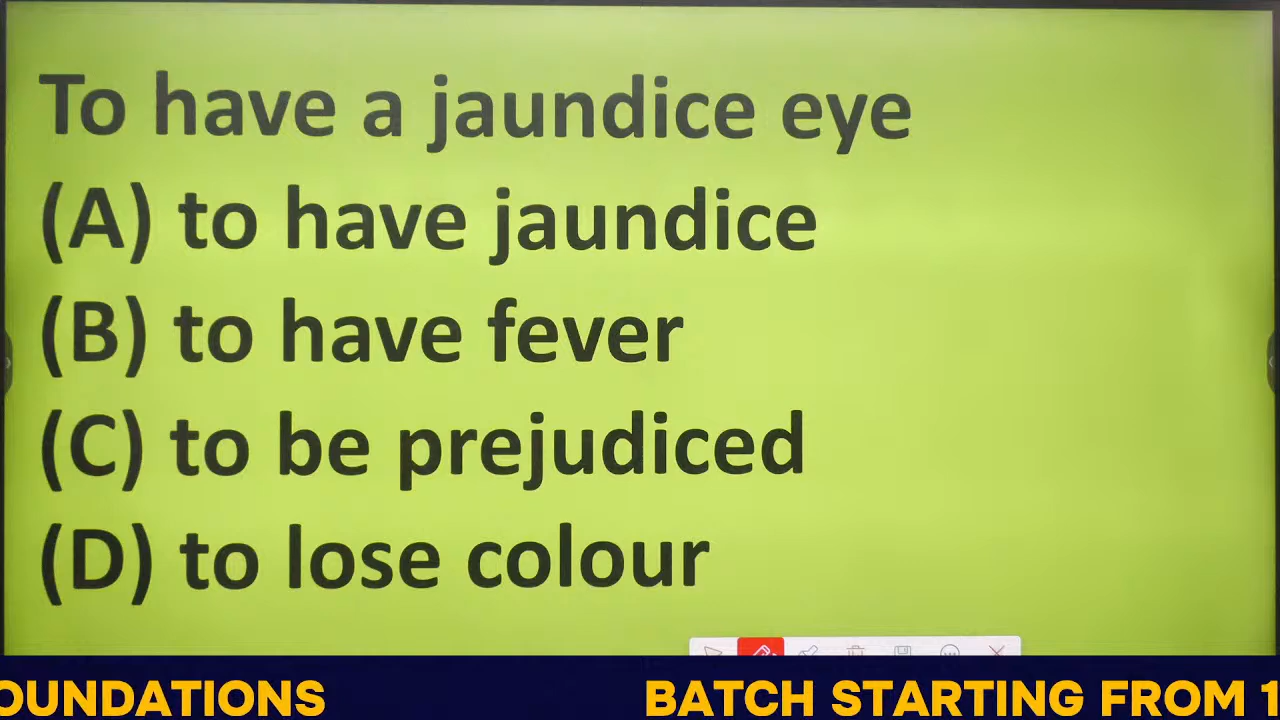 To have a jaundice eye
(A) to have jaundice
(B) to have fever
(C) to be prejudiced
(D) to lose colour
OUNDATIONS BATCH STARTING FROM 1